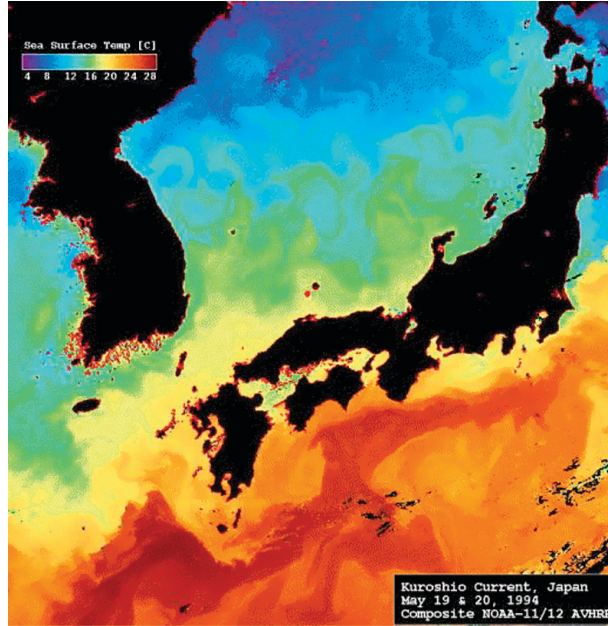 Sea Surface Temp [C]
4 8 12 16 20 24 28
Kuroshio Current, Japan
May 19 & 20, 1994
Composite NOAA-11/12 AVHRR